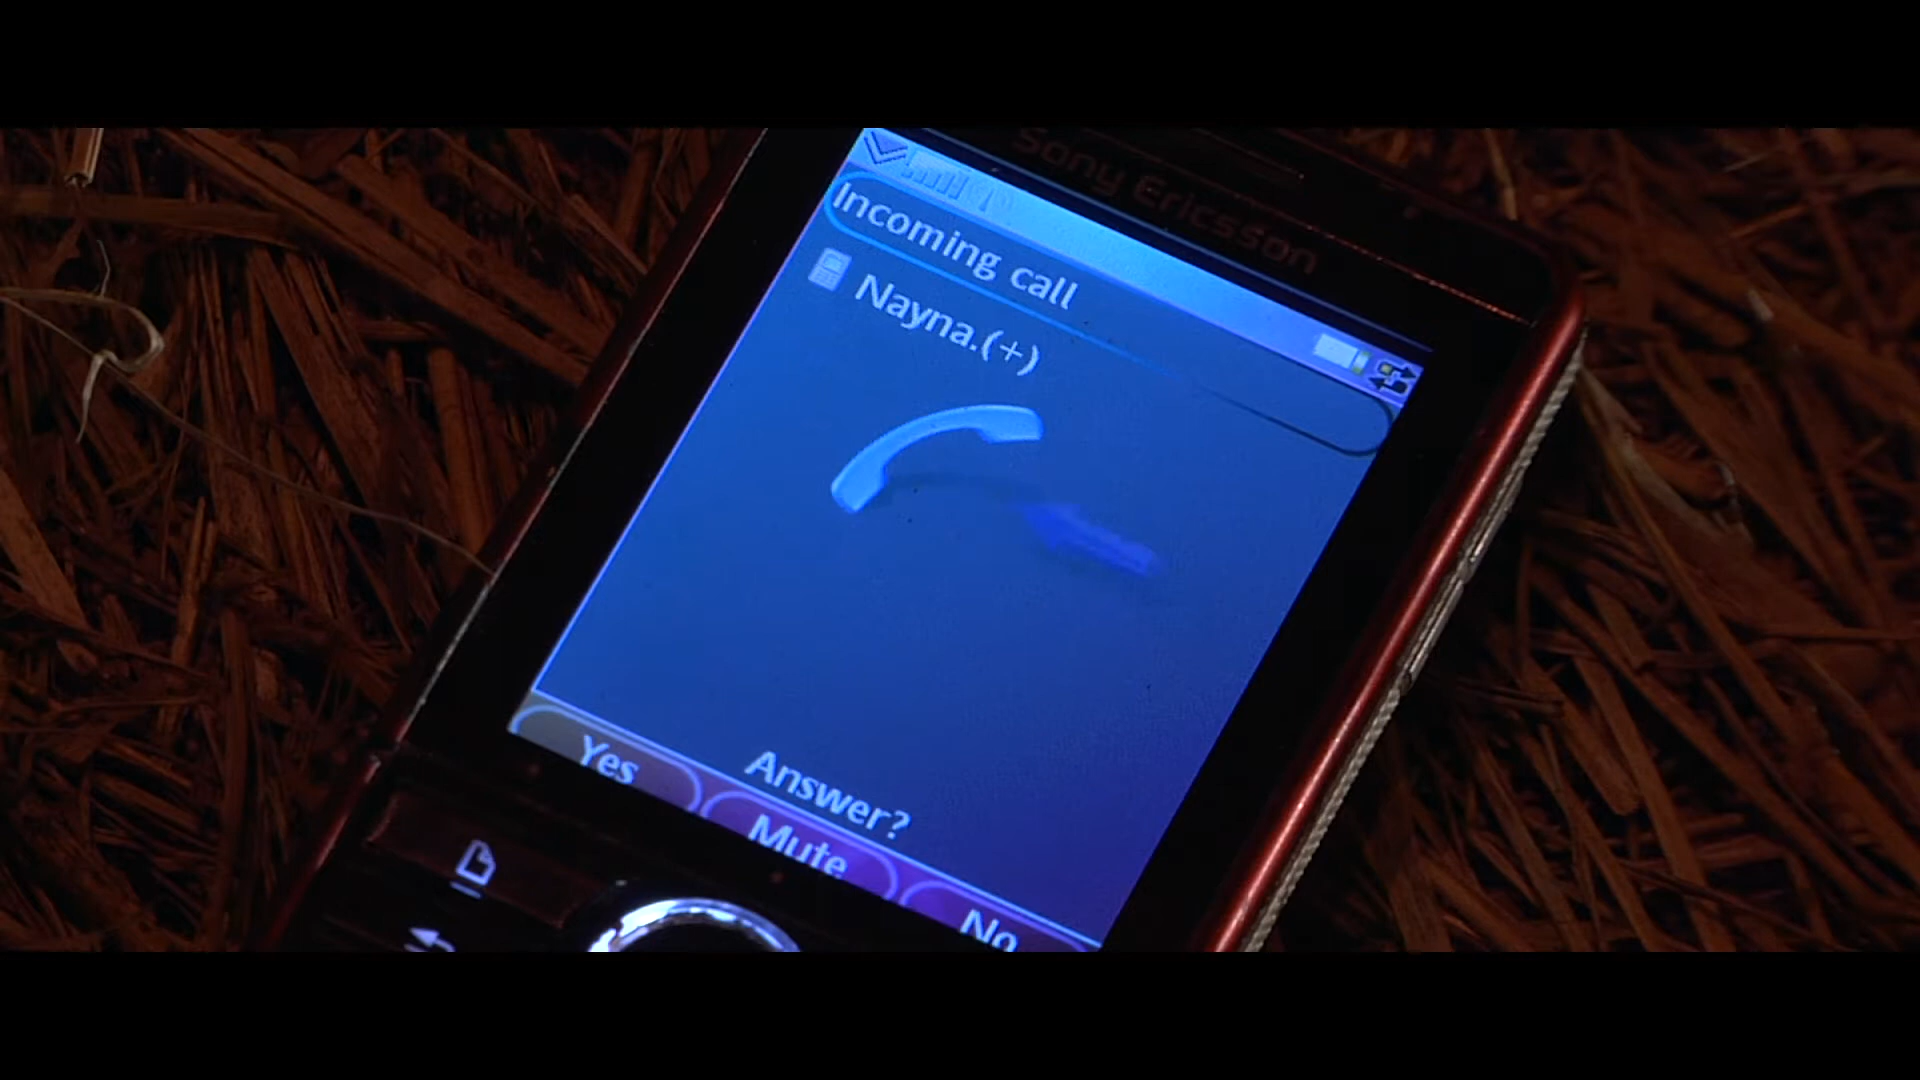 Sony Ericsson
Incoming call
Nayna.(+)
Answer?
Yes
Mute
No